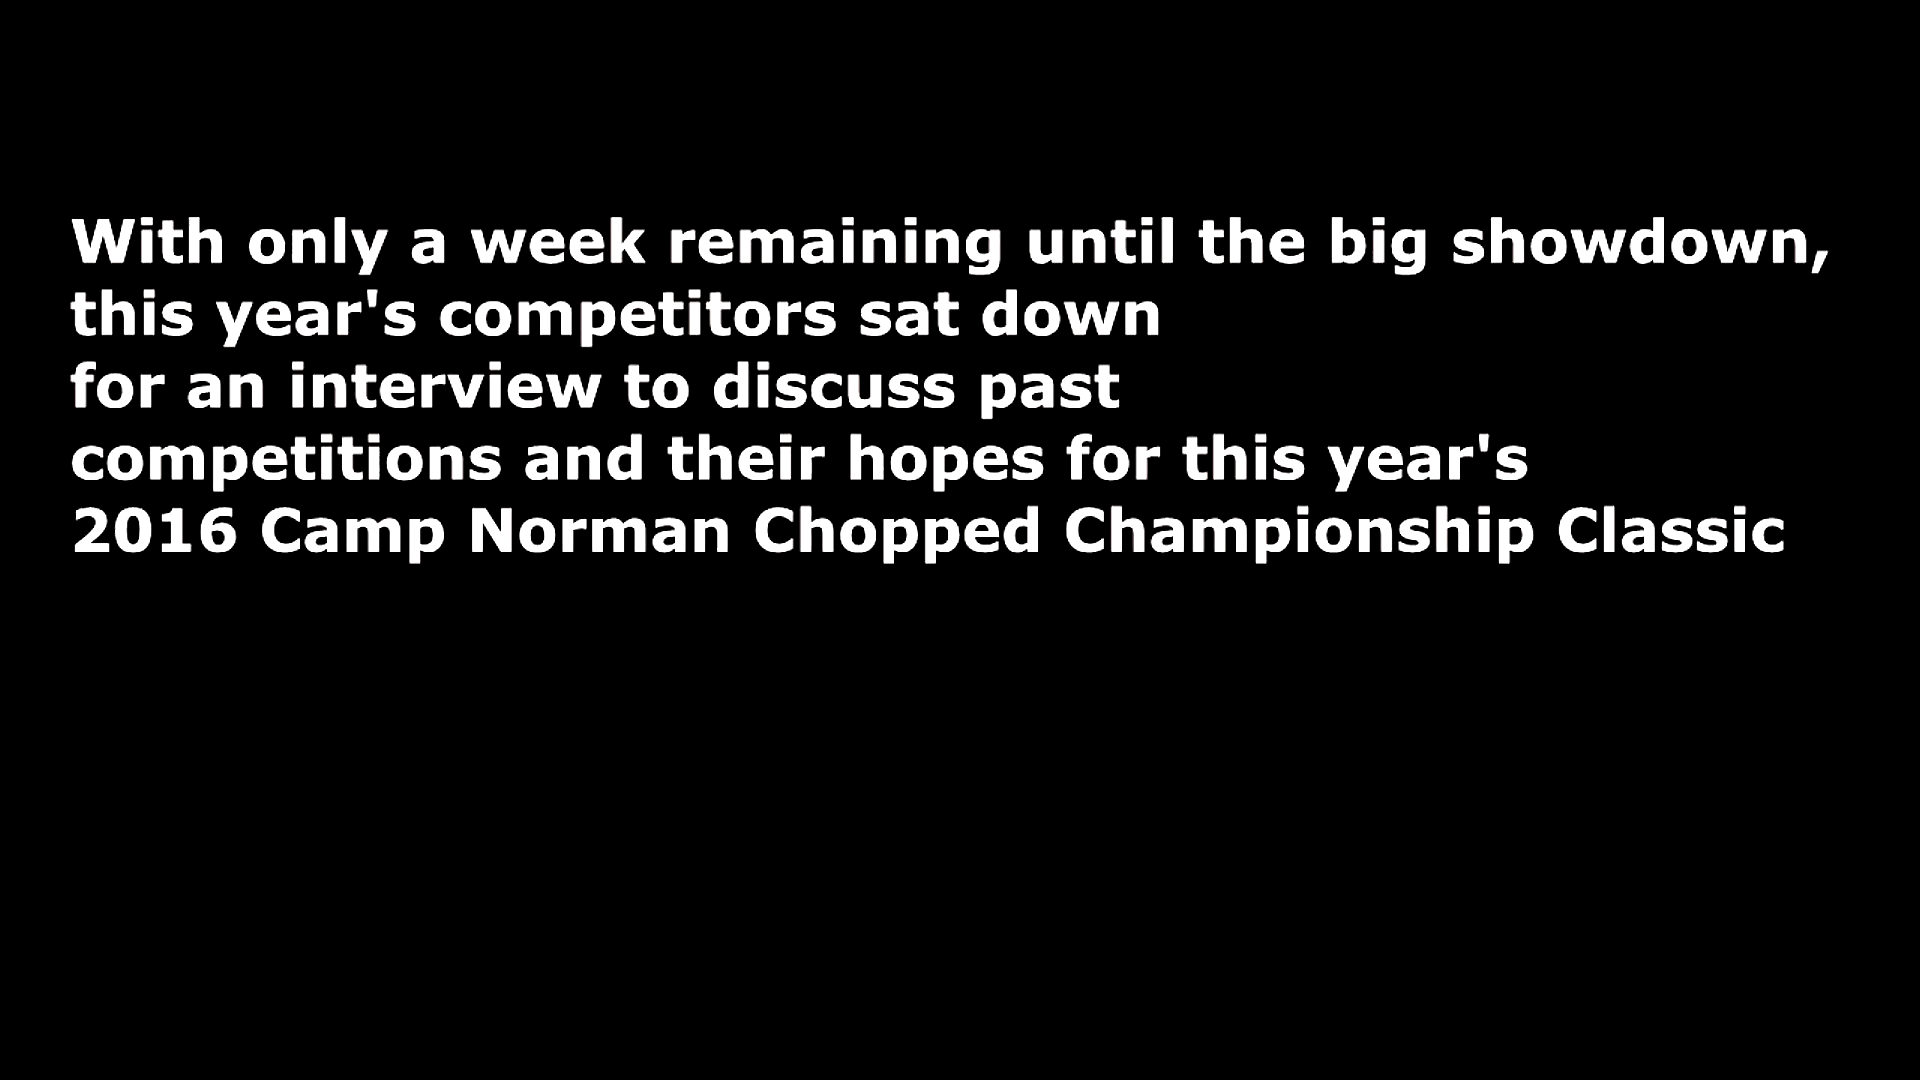 With only a week remaining until the big showdown,
this year's competitors sat down
for an interview to discuss past
competitions and their hopes for this year's
2016 Camp Norman Chopped Championship Classic